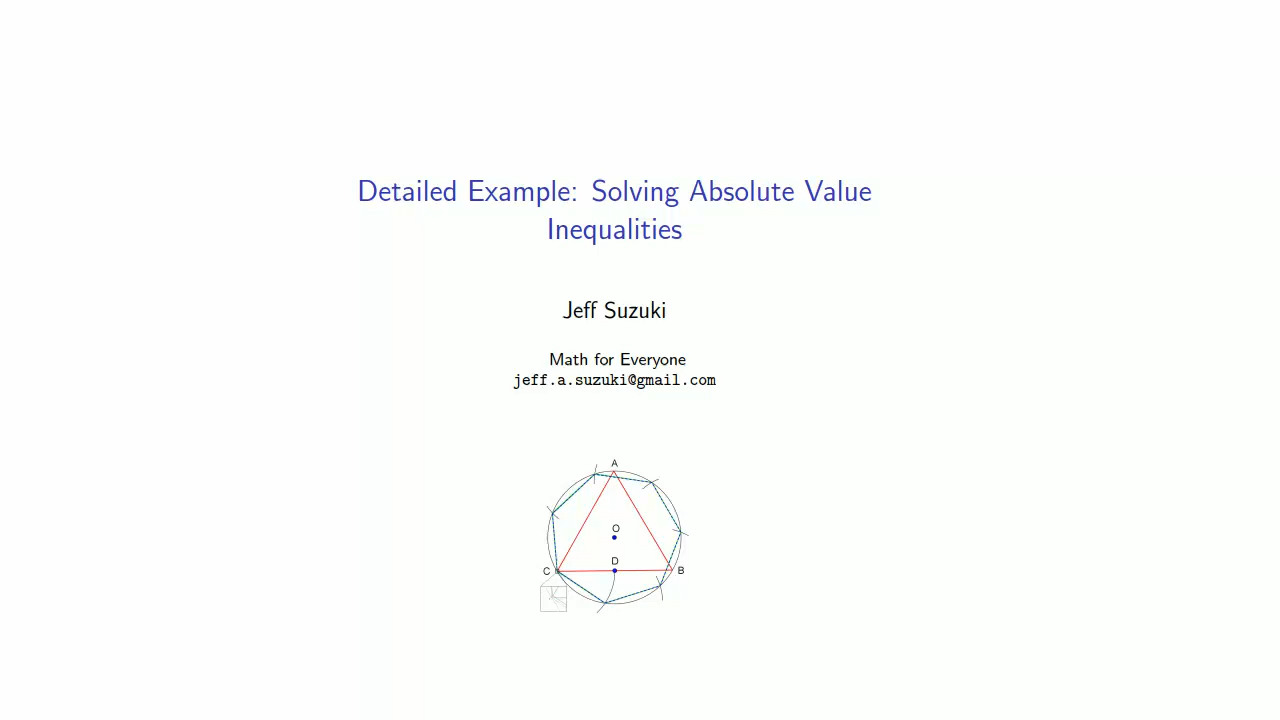 Detailed Example: Solving Absolute Value
Inequalities
Jeff Suzuki
Math for Everyone
jeff.a.suzuki@gmail.com
A
O
D
C
B